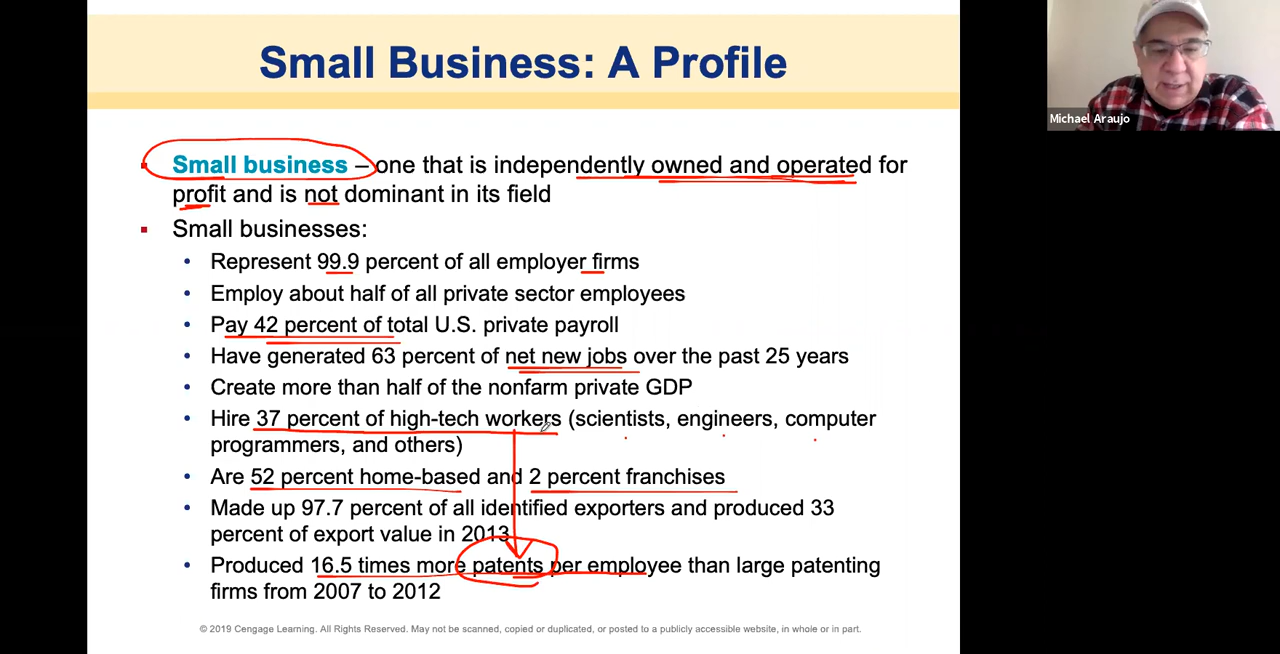 Small Business: A Profile
Michael Araujo
▪ Small business – one that is independently owned and operated for
profit and is not dominant in its field
▪ Small businesses:
• Represent 99.9 percent of all employer firms
• Employ about half of all private sector employees
• Pay 42 percent of total U.S. private payroll
• Have generated 63 percent of net new jobs over the past 25 years
• Create more than half of the nonfarm private GDP
• Hire 37 percent of high-tech workers (scientists, engineers, computer
programmers, and others)
• Are 52 percent home-based and 2 percent franchises
• Made up 97.7 percent of all identified exporters and produced 33
percent of export value in 2013
• Produced 16.5 times more patents per employee than large patenting
firms from 2007 to 2012
© 2019 Cengage Learning. All Rights Reserved. May not be scanned, copied or duplicated, or posted to a publicly accessible website, in whole or in part.